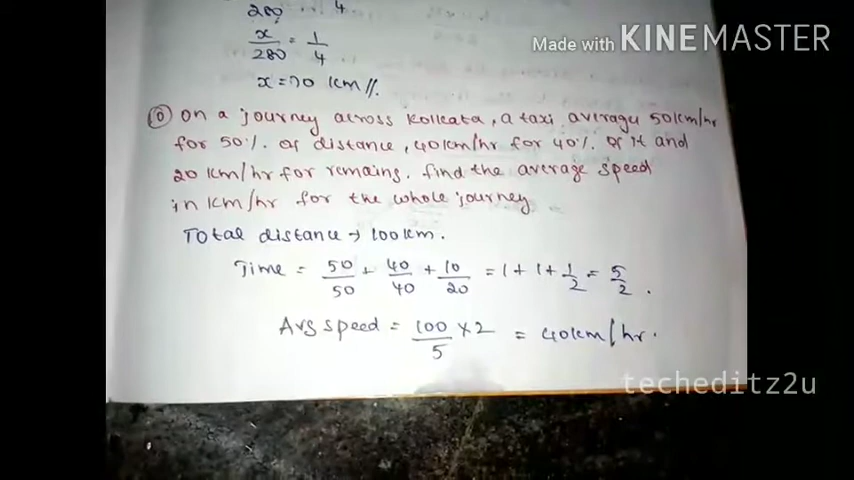 280 4
Made with KINEMASTER
x/280 = 1/4
x = 70 km//.
(0) on a journey across kolkata, a taxi average 50km/hr
for 50%. of distance, 40km/hr for 40%. of it and
20 km/hr for remains. find the average speed
in km/hr for the whole journey
Total distance → 100km.
Time = 50/50 + 40/40 + 10/20 = 1 + 1 + 1/2 = 5/2.
Avg speed = 100/5 × 2 = 40km/hr.
techeditz2u